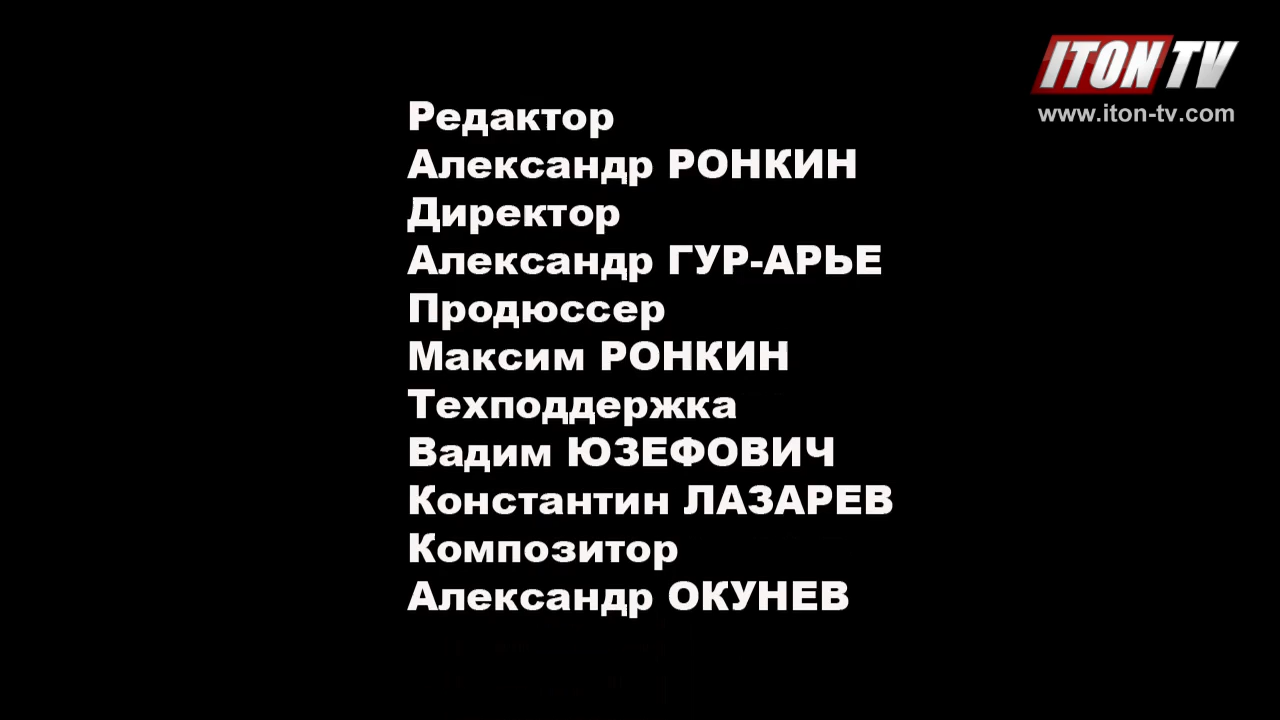 ITON TV
www.iton-tv.com
Редактор
Александр РОНКИН
Директор
Александр ГУР-АРЬЕ
Продюссер
Максим РОНКИН
Техподдержка
Вадим ЮЗЕФОВИЧ
Константин ЛАЗАРЕВ
Композитор
Александр ОКУНЕВ